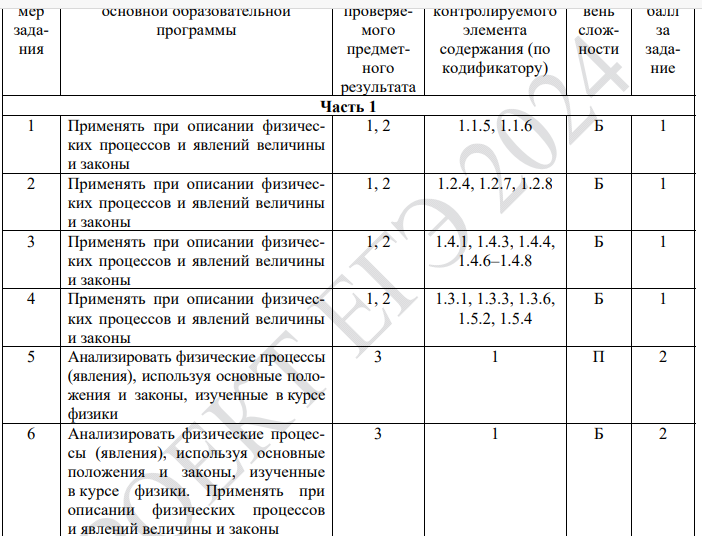 мер задания
основной образовательной
программы
проверяе-
мого
предмет-
ного
результата
контролируемого
элемента
содержания (по
кодификатору)
вень
слож-
ности
балл
за
зада-
ние
Часть 1
1
Применять при описании физичес-
ких процессов и явлений величины
и законы
1, 2
1.1.5, 1.1.6
Б
1
2
Применять при описании физичес-
ких процессов и явлений величины
и законы
1, 2
1.2.4, 1.2.7, 1.2.8
Б
1
3
Применять при описании физичес-
ких процессов и явлений величины
и законы
1, 2
1.4.1, 1.4.3, 1.4.4,
1.4.6–1.4.8
Б
1
4
Применять при описании физичес-
ких процессов и явлений величины
и законы
1, 2
1.3.1, 1.3.3, 1.3.6,
1.5.2, 1.5.4
Б
1
5
Анализировать физические процессы
(явления), используя основные поло-
жения и законы, изученные в курсе
физики
3
1
П
2
6
Анализировать физические процес-
сы (явления), используя основные
положения и законы, изученные
в курсе физики. Применять при
описании физических процессов
и явлений величины и законы
3
1
Б
2
РОЕКТ ЕГЭ 2024